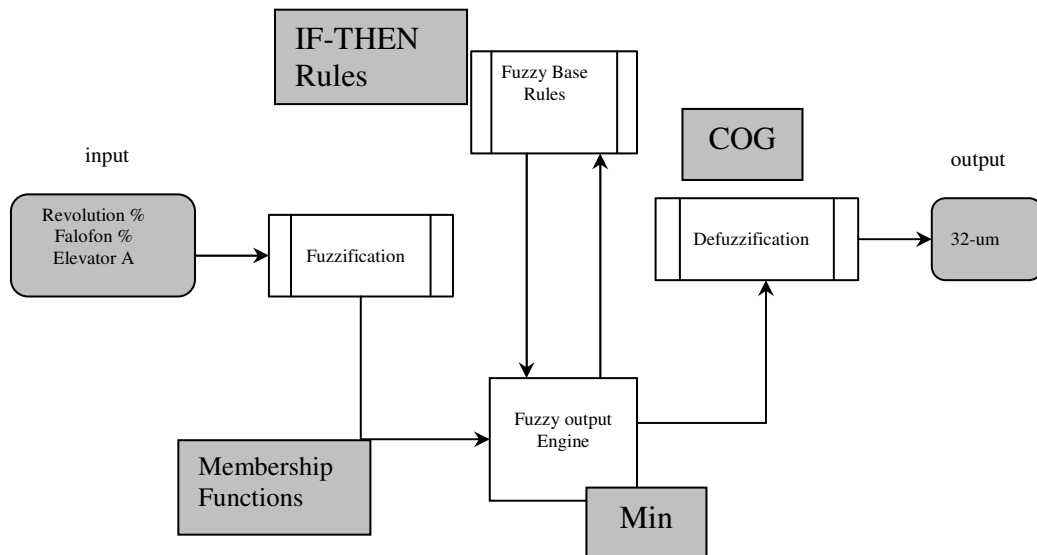 IF-THEN
Rules
Fuzzy Base
Rules
COG
input
output
Revolution %
Falofon %
Elevator A
Fuzzification
Defuzzification
32-um
Fuzzy output
Engine
Membership
Functions
Min